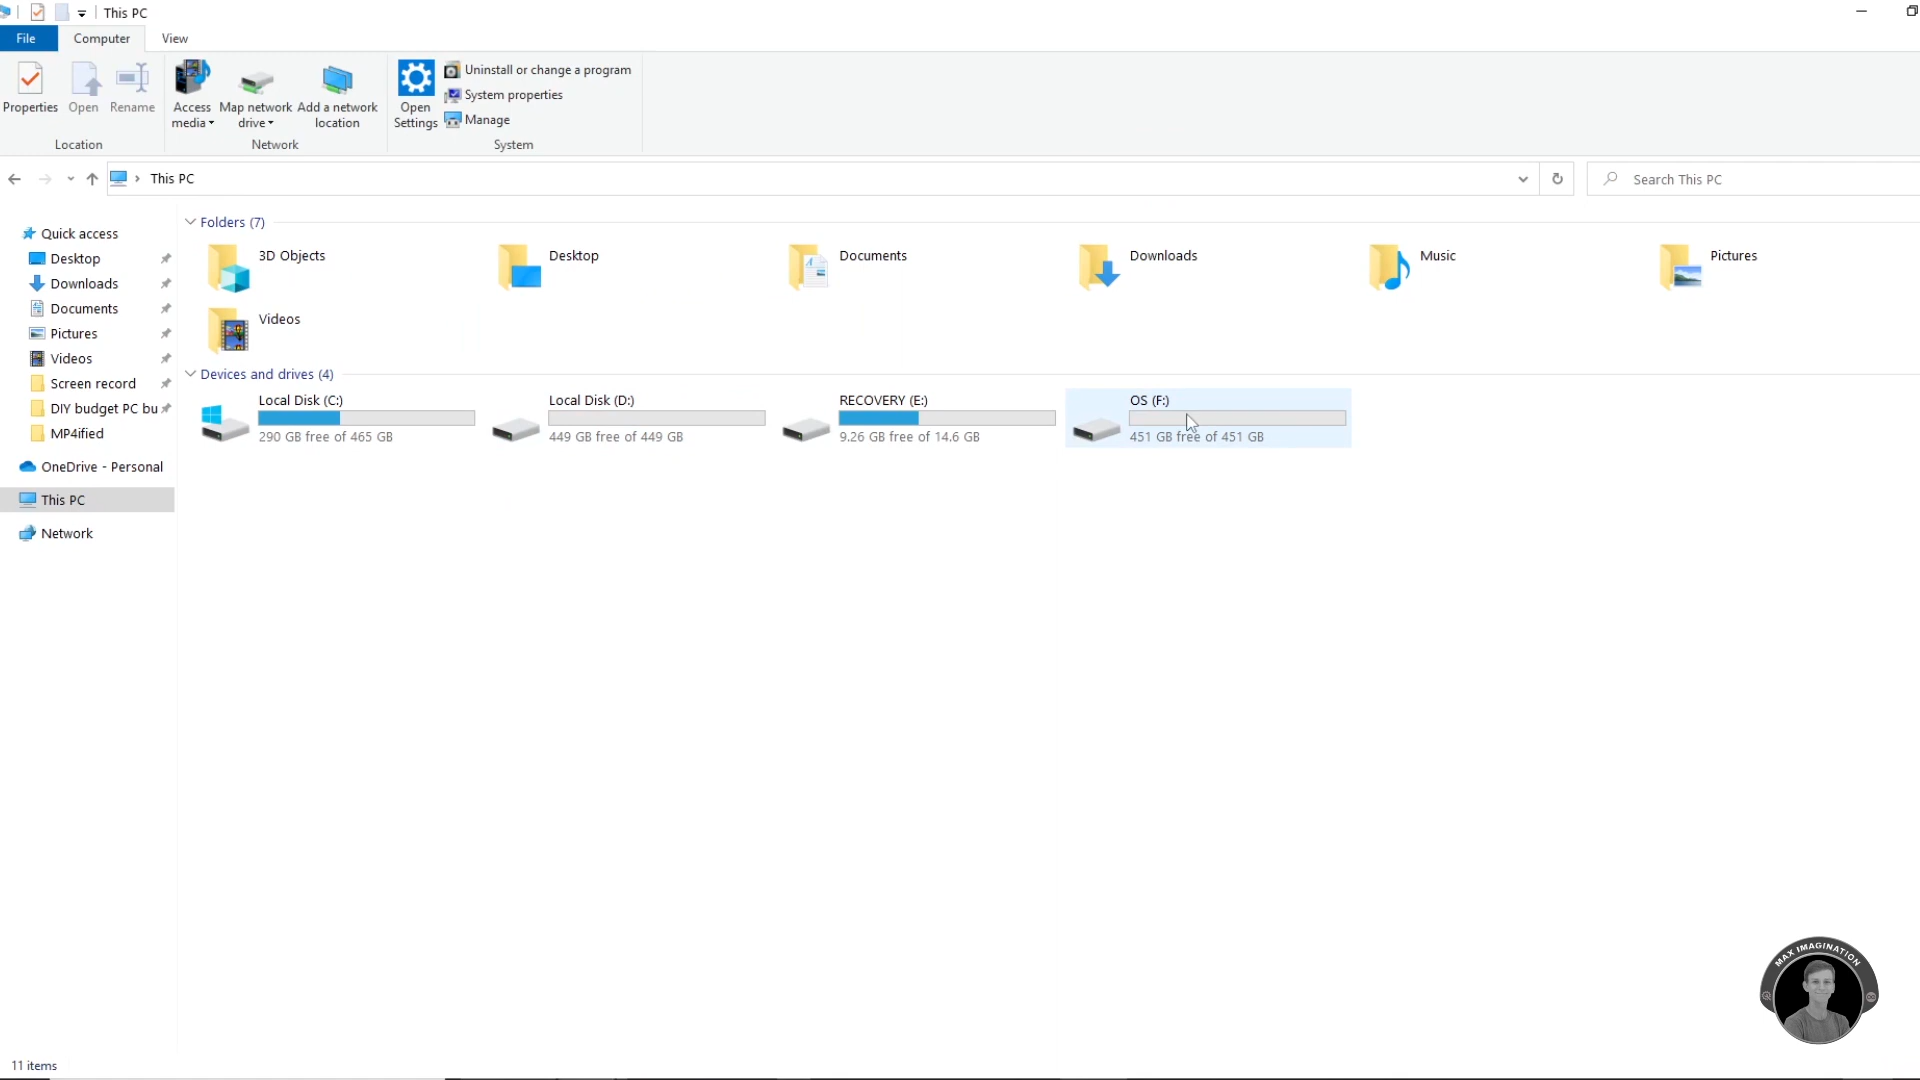 This PC
File Computer View
Properties Open Rename Access media Map network drive Add a network location Open Settings Uninstall or change a program
System properties
Manage
Location Network System
This PC Search This PC
Quick access
Desktop
Downloads
Documents
Pictures
Videos
Screen record
DIY budget PC bu
MP4ified
OneDrive - Personal
This PC
Network
Folders (7)
3D Objects Desktop Documents Downloads Music Pictures
Videos
Devices and drives (4)
Local Disk (C:) Local Disk (D:) RECOVERY (E:) OS (F:)
290 GB free of 465 GB 449 GB free of 449 GB 9.26 GB free of 14.6 GB 451 GB free of 451 GB
MAX IMAGINATION
11 items